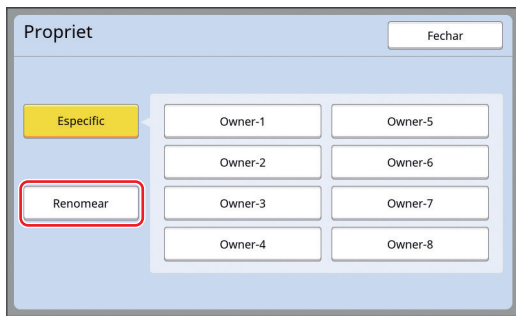 Propriet
Fechar
Especific
Owner-1
Owner-5
Owner-2
Owner-6
Renomear
Owner-3
Owner-7
Owner-4
Owner-8